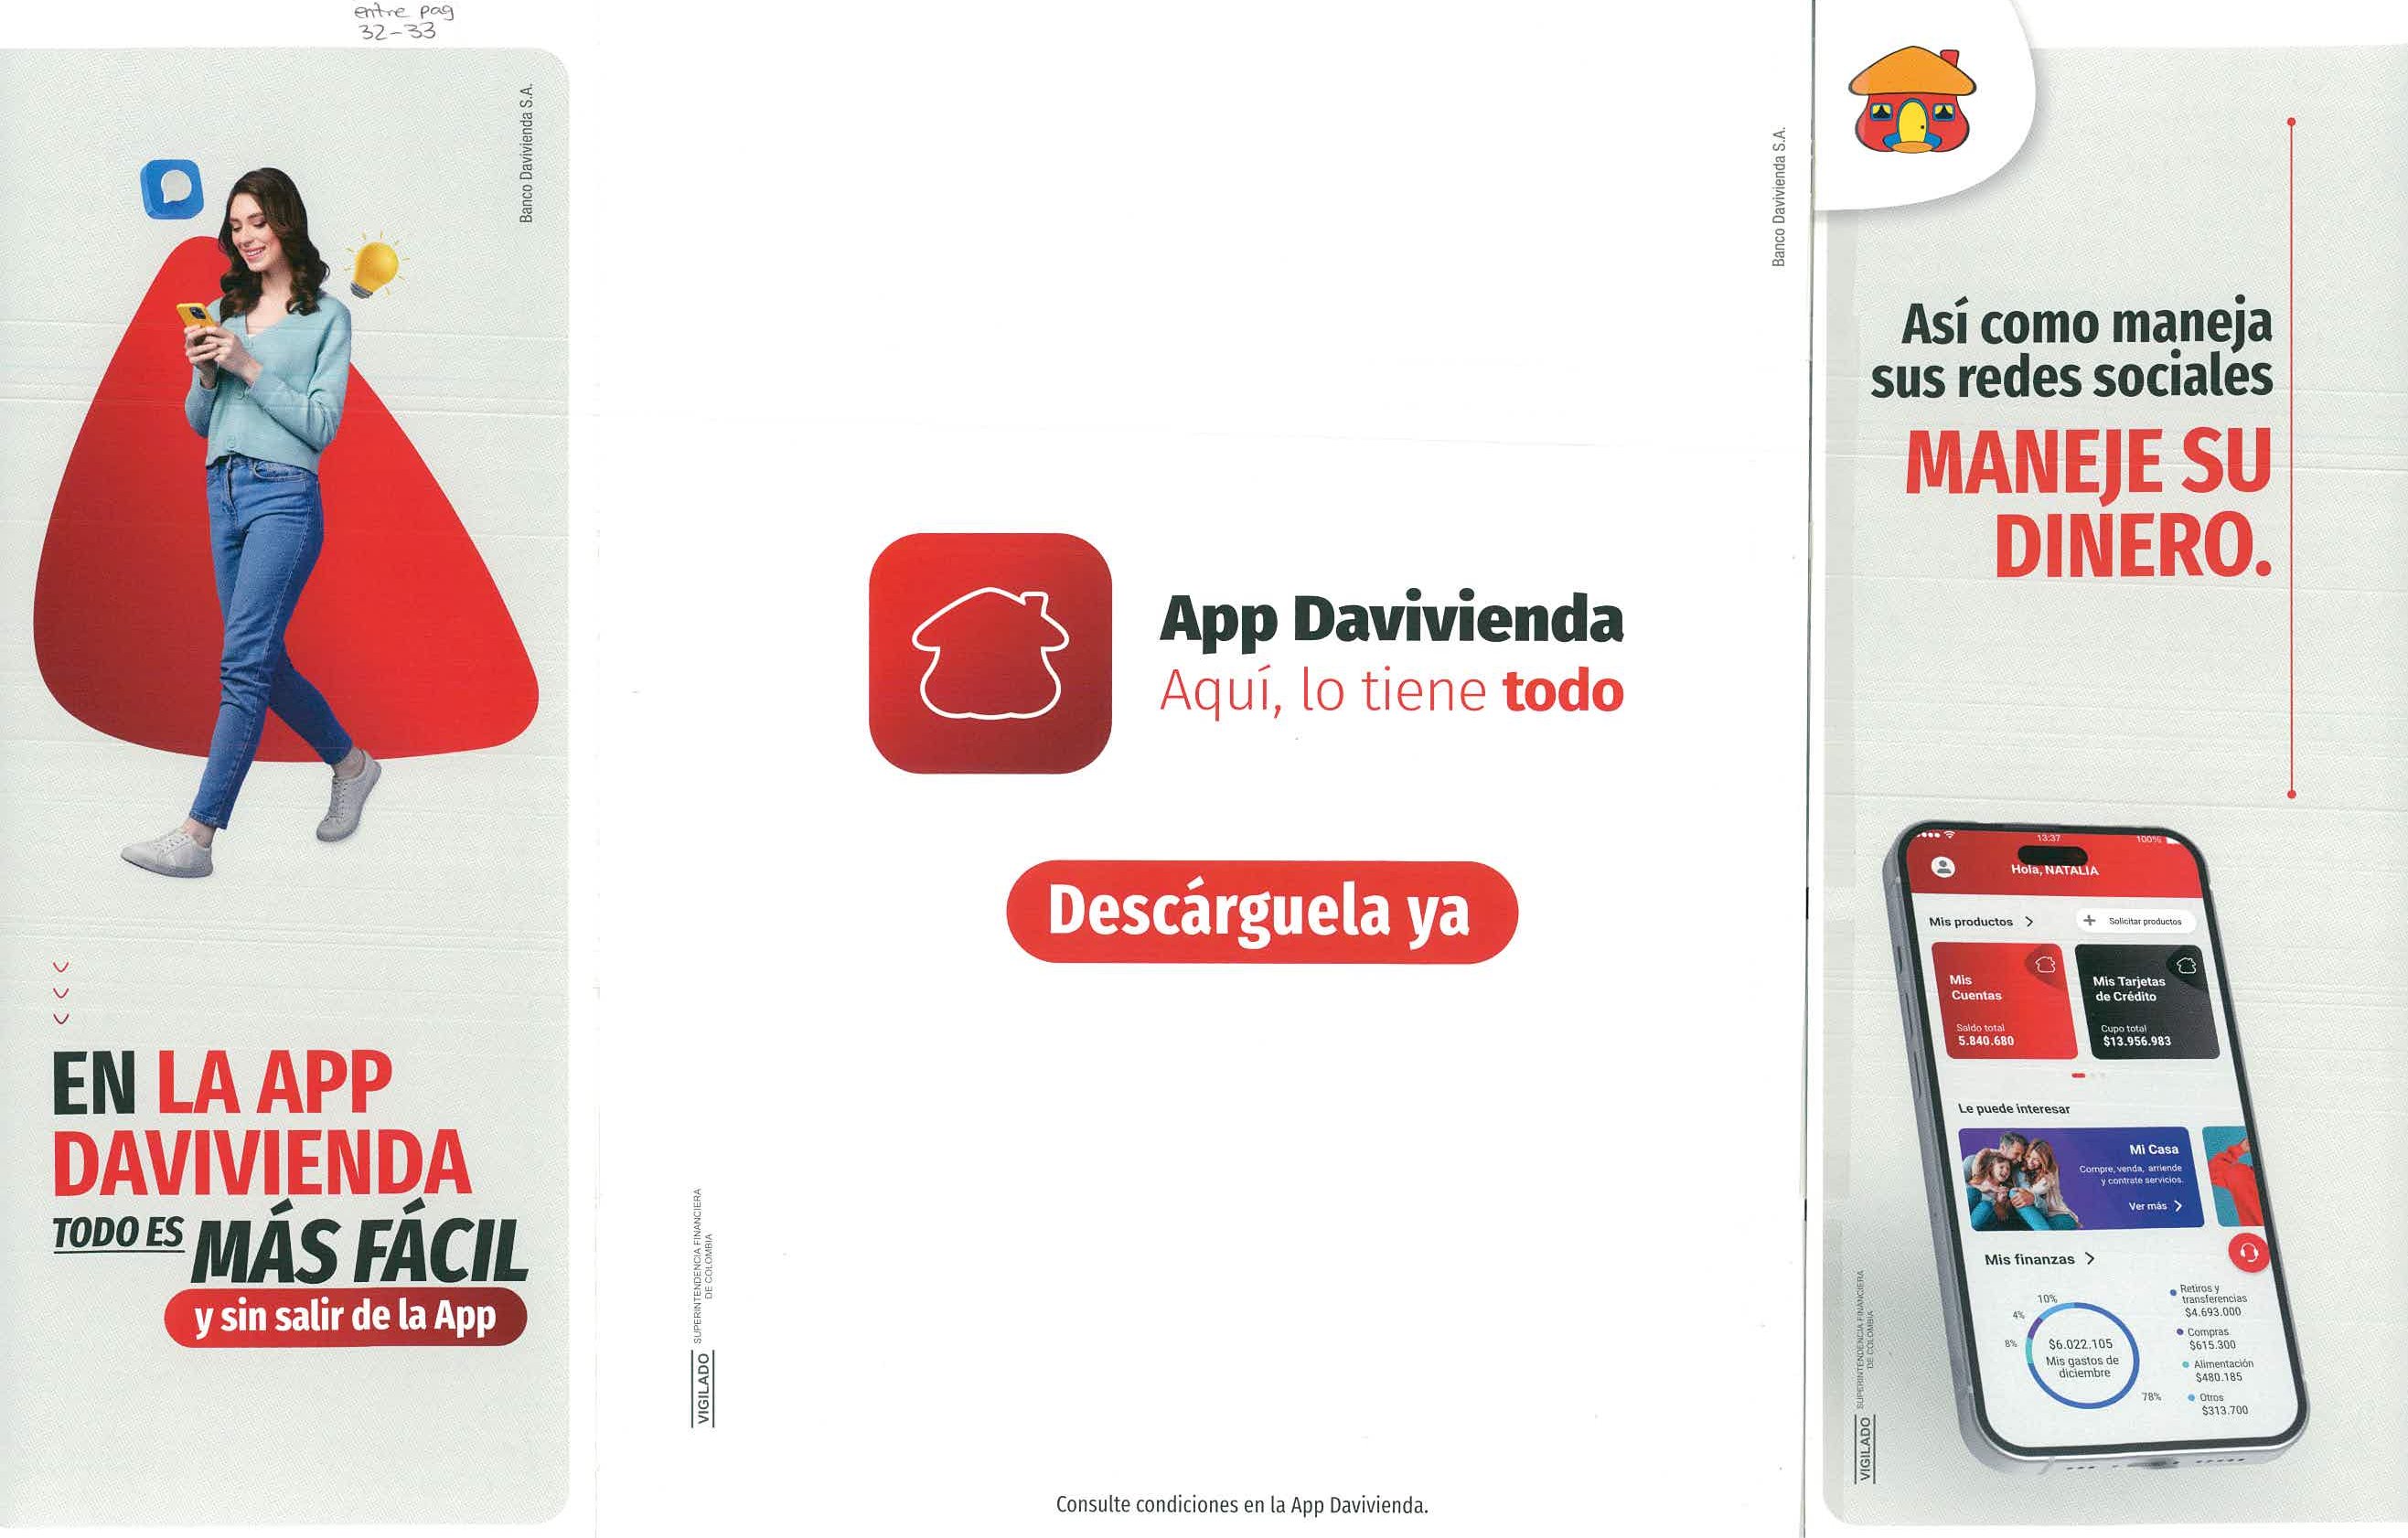 entre pag
32-33
Banco Davivienda S.A.
EN LA APP
DAVIVIENDA
TODO ES MÁS FÁCIL
y sin salir de la App
Banco Davivienda S.A.
App Davivienda
Aquí, lo tiene todo
Descárguela ya
VIGILADO SUPERINTENDENCIA FINANCIERA
DE COLOMBIA
Consulte condiciones en la App Davivienda.
Así como maneja
sus redes sociales
MANEJE SU
DINERO.
13:37
100%
Hola, NATALIA
Mis productos
Solicitar productos
Mis
Cuentas
Saldo total
5.840.680
Mis Tarjetas
de Crédito
Cupo total
$13.956.983
Le puede interesar
Mi Casa
Compre, venda, arriende
y contrate servicios.
Ver más
Mis finanzas
10%
4%
8%
78%
$6.022.105
Mis gastos de
diciembre
Retiros y
transferencias
$4.693.000
Compras
$615.300
Alimentación
$480.185
Otros
$313.700
VIGILADO SUPERINTENDENCIA FINANCIERA
DE COLOMBIA